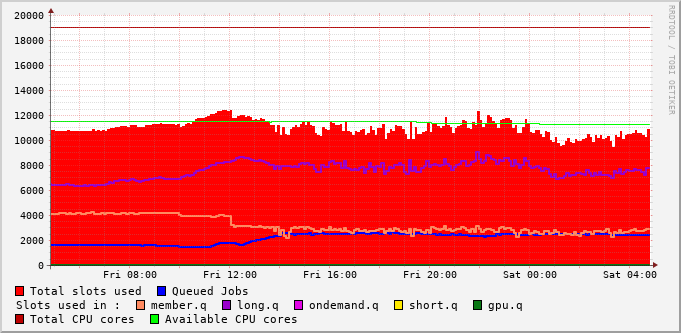 20000
18000
16000
14000
12000
10000
8000
6000
4000
2000
0
Fri 08:00 Fri 12:00 Fri 16:00 Fri 20:00 Sat 00:00 Sat 04:00
Total slots used Queued Jobs
Slots used in : member.q long.q ondemand.q short.q gpu.q
Total CPU cores Available CPU cores
RRDTOOL / TOBI OETIKER